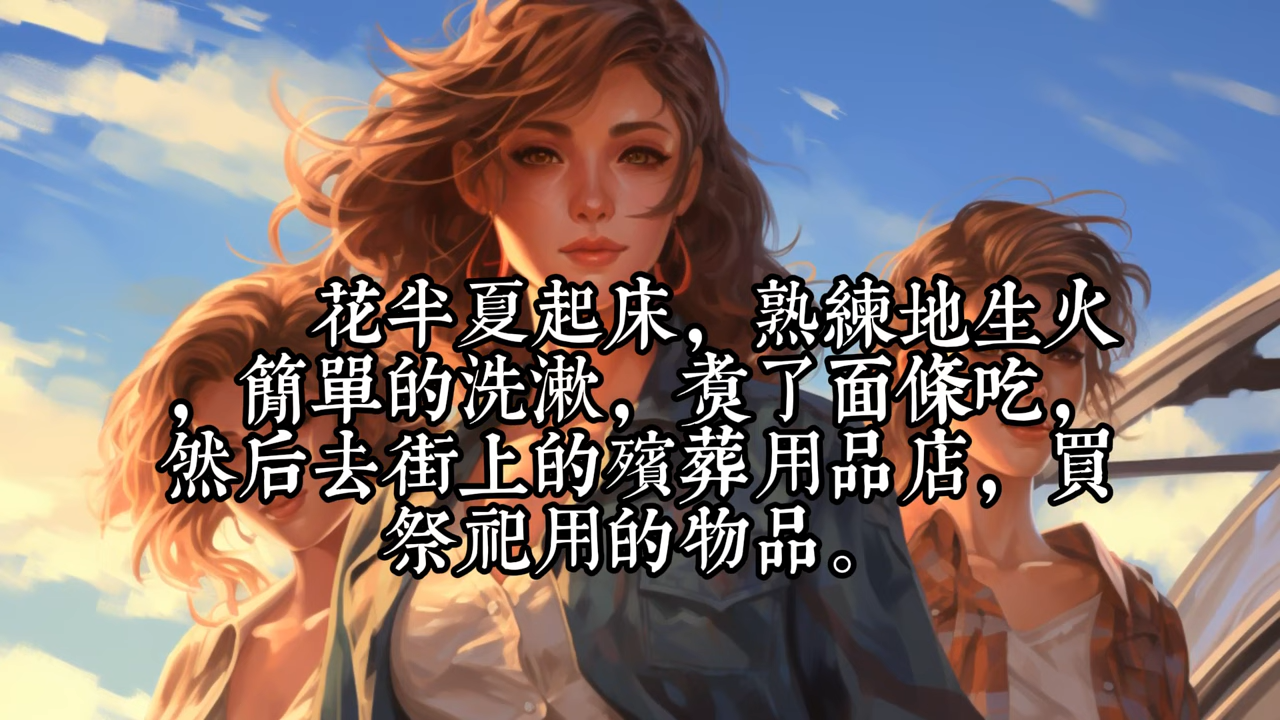 花半夏起床，熟練地生火
，簡單的洗漱，煮了面條吃，
然后去街上的殯葬用品店，買
祭祀用的物品。